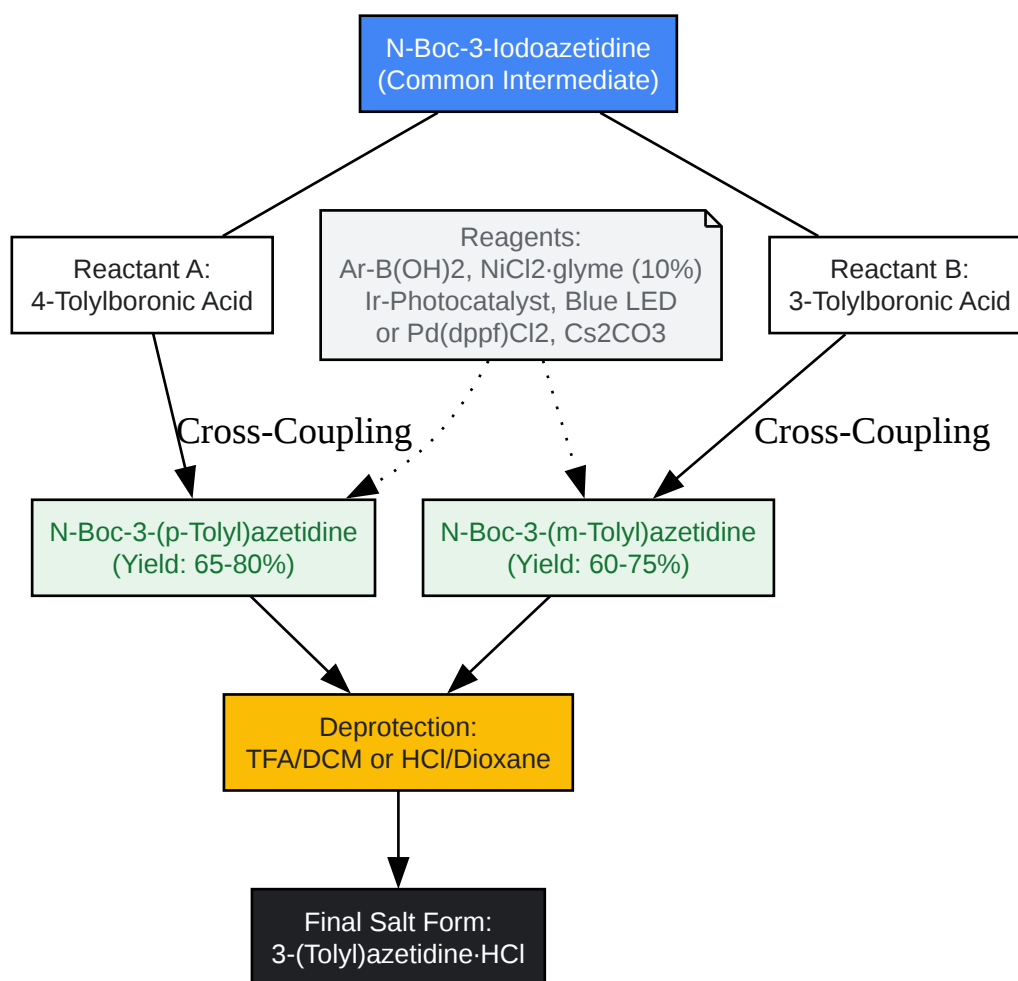 N-Boc-3-Iodoazetidine
(Common Intermediate)
Reagents:
Ar-B(OH)2, NiCl2·glyme (10%)
Ir-Photocatalyst, Blue LED
or Pd(dppf)Cl2, Cs2CO3
Reactant A:
4-Tolylboronic Acid
Reactant B:
3-Tolylboronic Acid
Cross-Coupling
Cross-Coupling
N-Boc-3-(p-Tolyl)azetidine
(Yield: 65-80%)
N-Boc-3-(m-Tolyl)azetidine
(Yield: 60-75%)
Deprotection:
TFA/DCM or HCl/Dioxane
Final Salt Form:
3-(Tolyl)azetidine·HCl